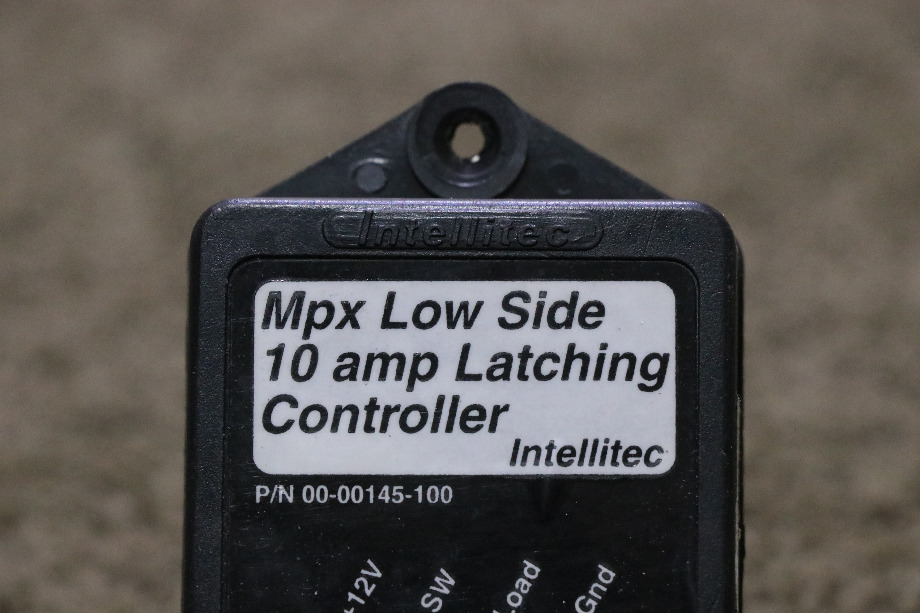 Intellitec
Mpx Low Side
10 amp Latching
Controller
Intellitec
P/N 00-00145-100
+12V
SW
Load
Gnd